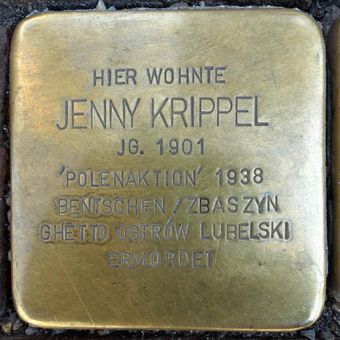 HIER WOHNTE
JENNY KRIPPEL
JG. 1901
'POLENAKTION' 1938
BENTSCHEN / ZBASZYN
GHETTO OSTRÓW LUBELSKI
ERMORDET